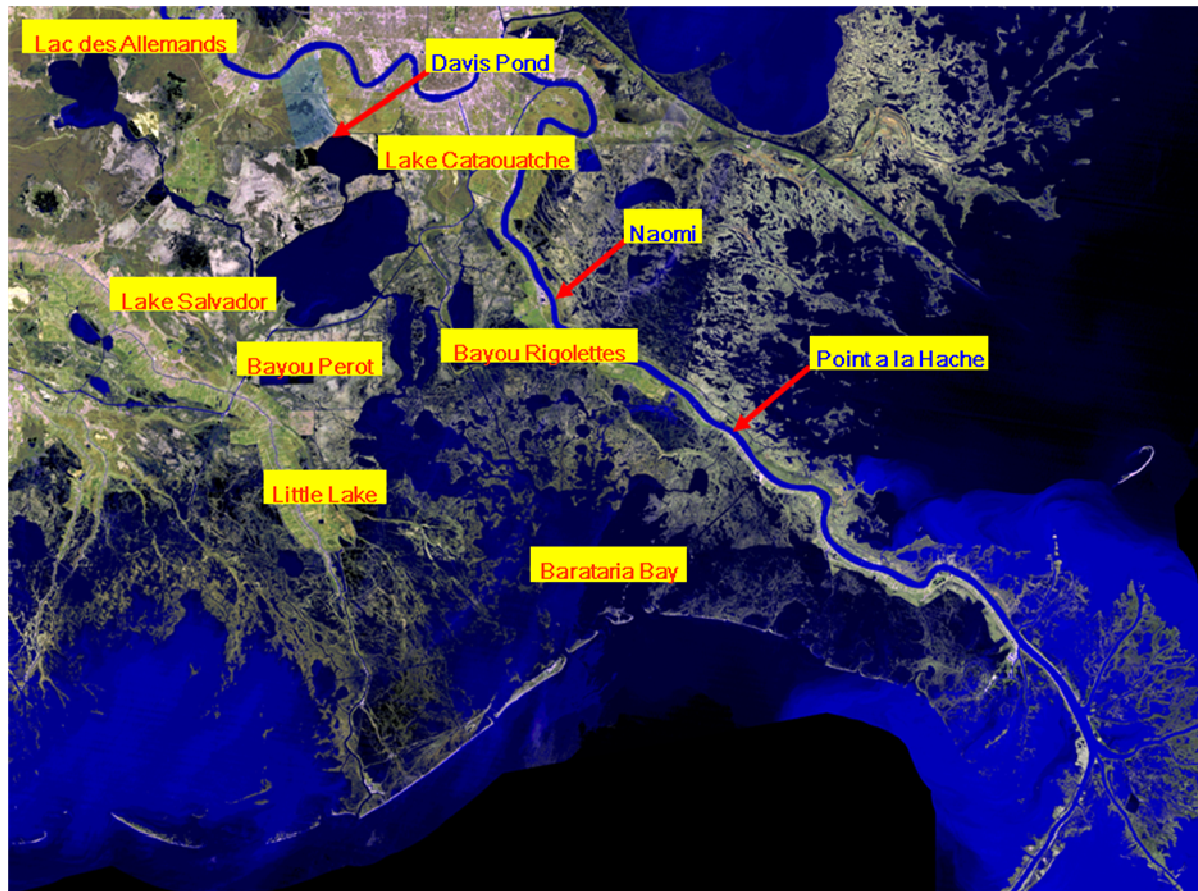 Lac des Allemands
Davis Pond
Lake Cataouatche
Naomi
Lake Salvador
Bayou Perot
Bayou Rigolettes
Point a la Hache
Little Lake
Barataria Bay